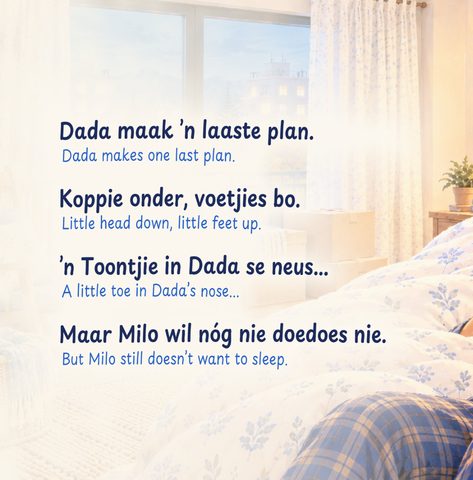 Dada maak ’n laaste plan.
Dada makes one last plan.
Koppie onder, voetjies bo.
Little head down, little feet up.
’n Toontjie in Dada se neus...
A little toe in Dada’s nose...
Maar Milo wil nóg nie doedoes nie.
But Milo still doesn’t want to sleep.